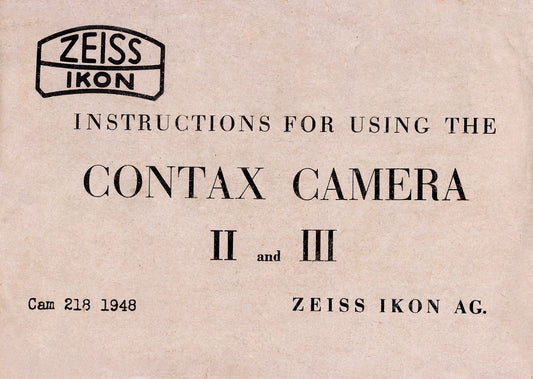 ZEISS
IKON
INSTRUCTIONS FOR USING THE
CONTAX CAMERA
II and III
Cam 218 1948
ZEISS IKON AG.